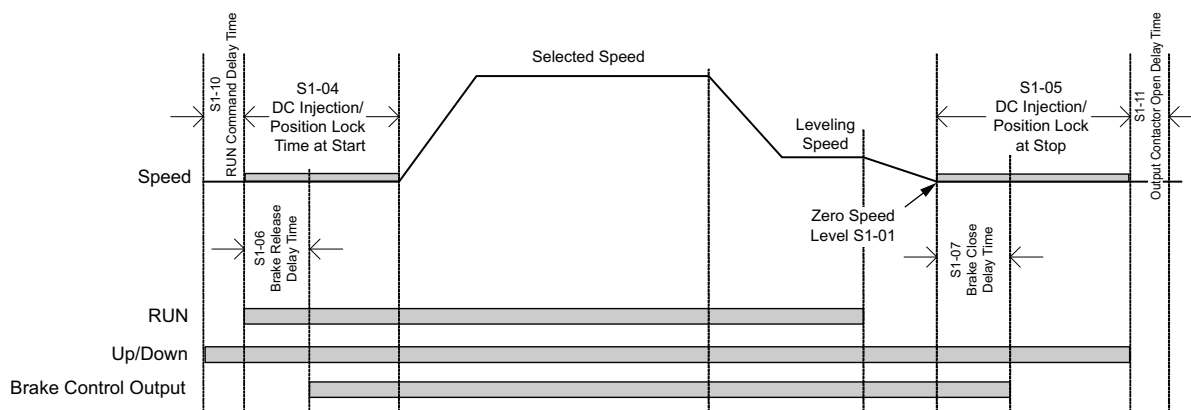 S1-10
RUN Command Delay Time
S1-04
DC Injection/
Position Lock
Time at Start
Selected Speed
Leveling
Speed
S1-05
DC Injection/
Position Lock
at Stop
S1-11
Output Contactor Open Delay Time
Speed
Zero Speed
Level S1-01
S1-06
Brake Release
Delay Time
S1-07
Brake Close
Delay Time
RUN
Up/Down
Brake Control Output